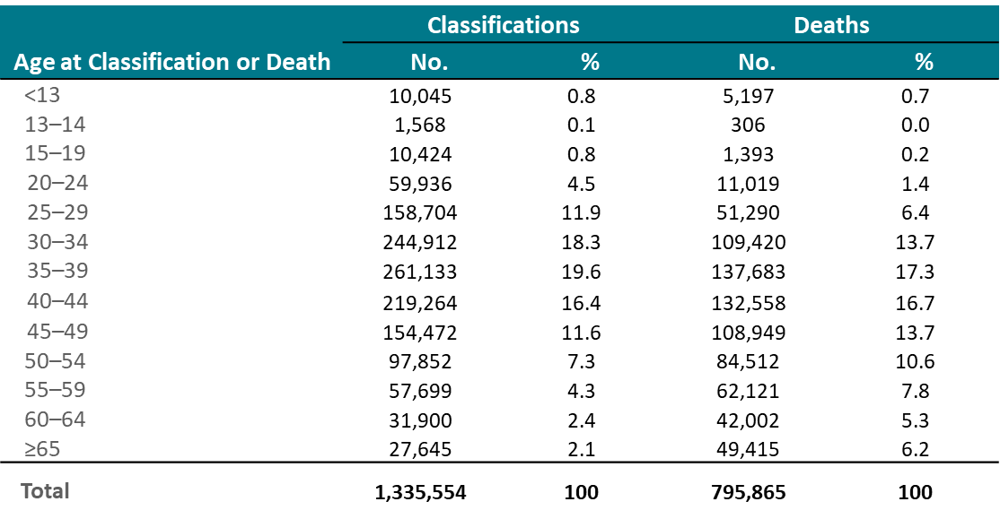 Classifications Deaths
Age at Classification or Death No. % No. %
<13 10,045 0.8 5,197 0.7
13–14 1,568 0.1 306 0.0
15–19 10,424 0.8 1,393 0.2
20–24 59,936 4.5 11,019 1.4
25–29 158,704 11.9 51,290 6.4
30–34 244,912 18.3 109,420 13.7
35–39 261,133 19.6 137,683 17.3
40–44 219,264 16.4 132,558 16.7
45–49 154,472 11.6 108,949 13.7
50–54 97,852 7.3 84,512 10.6
55–59 57,699 4.3 62,121 7.8
60–64 31,900 2.4 42,002 5.3
≥65 27,645 2.1 49,415 6.2
Total 1,335,554 100 795,865 100